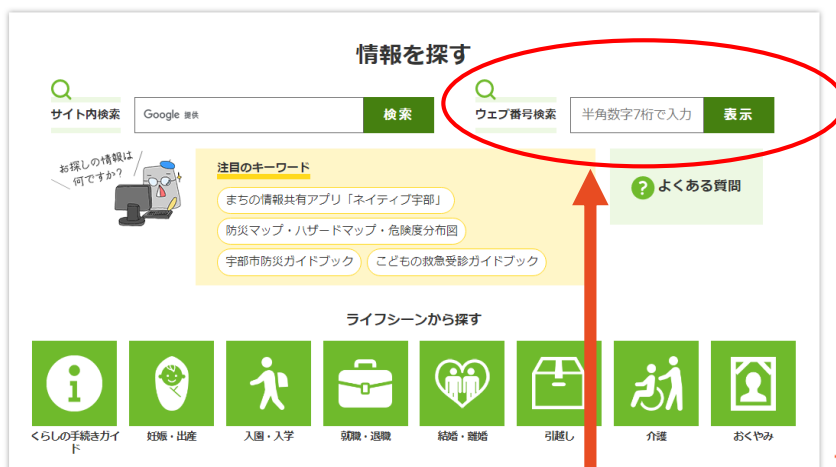 情報を探す
サイト内検索
Google 提供
検索
ウェブ番号検索
半角数字7桁で入力
表示
お探しの情報は
何ですか?
注目のキーワード
まちの情報共有アプリ「ネイティブ宇部」
防災マップ・ハザードマップ・危険度分布図
宇部市防災ガイドブック
こどもの救急受診ガイドブック
? よくある質問
ライフシーンから探す
くらしの手続きガイ
ド
妊娠・出産
入園・入学
就職・退職
結婚・離婚
引越し
介護
おくやみ